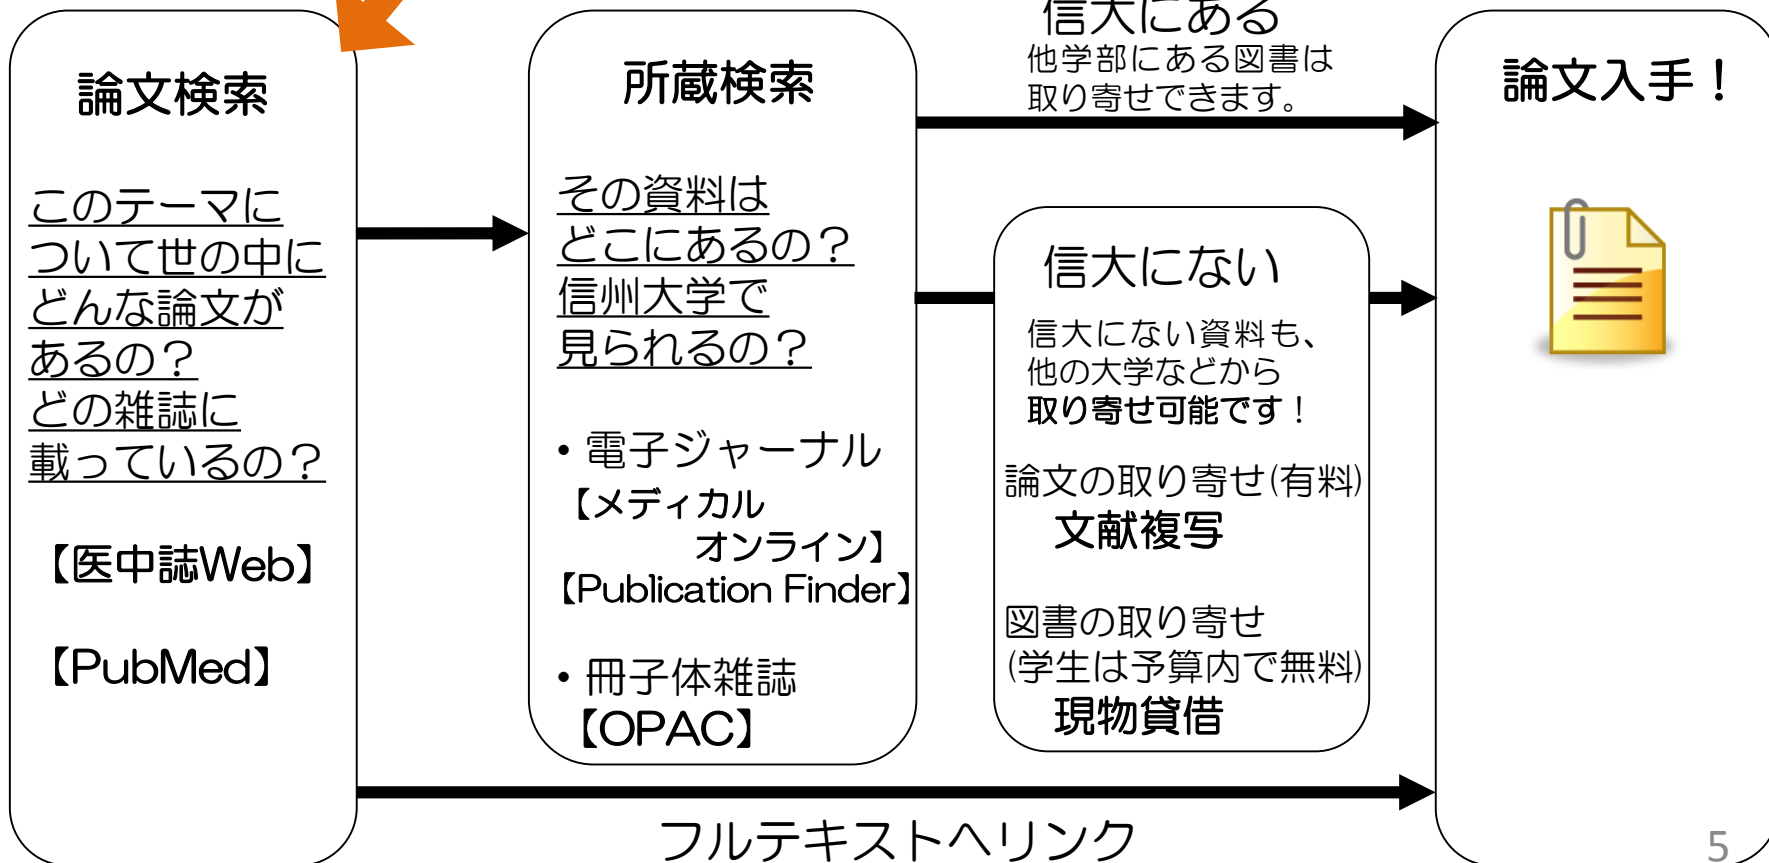 論文検索
このテーマに
ついて世の中に
どんな論文が
あるの？
どの雑誌に
載っているの？
【医中誌Web】
【PubMed】
所蔵検索
その資料は
どこにあるの？
信州大学で
見られるの？
・電子ジャーナル
【メディカル
オンライン】
【Publication Finder】
・冊子体雑誌
【OPAC】
信大にある
他学部にある図書は
取り寄せできます。
信大にない
信大にない資料も、
他の大学などから
取り寄せ可能です！
論文の取り寄せ(有料)
文献複写
図書の取り寄せ
(学生は予算内で無料)
現物貸借
論文入手！
フルテキストへリンク
5